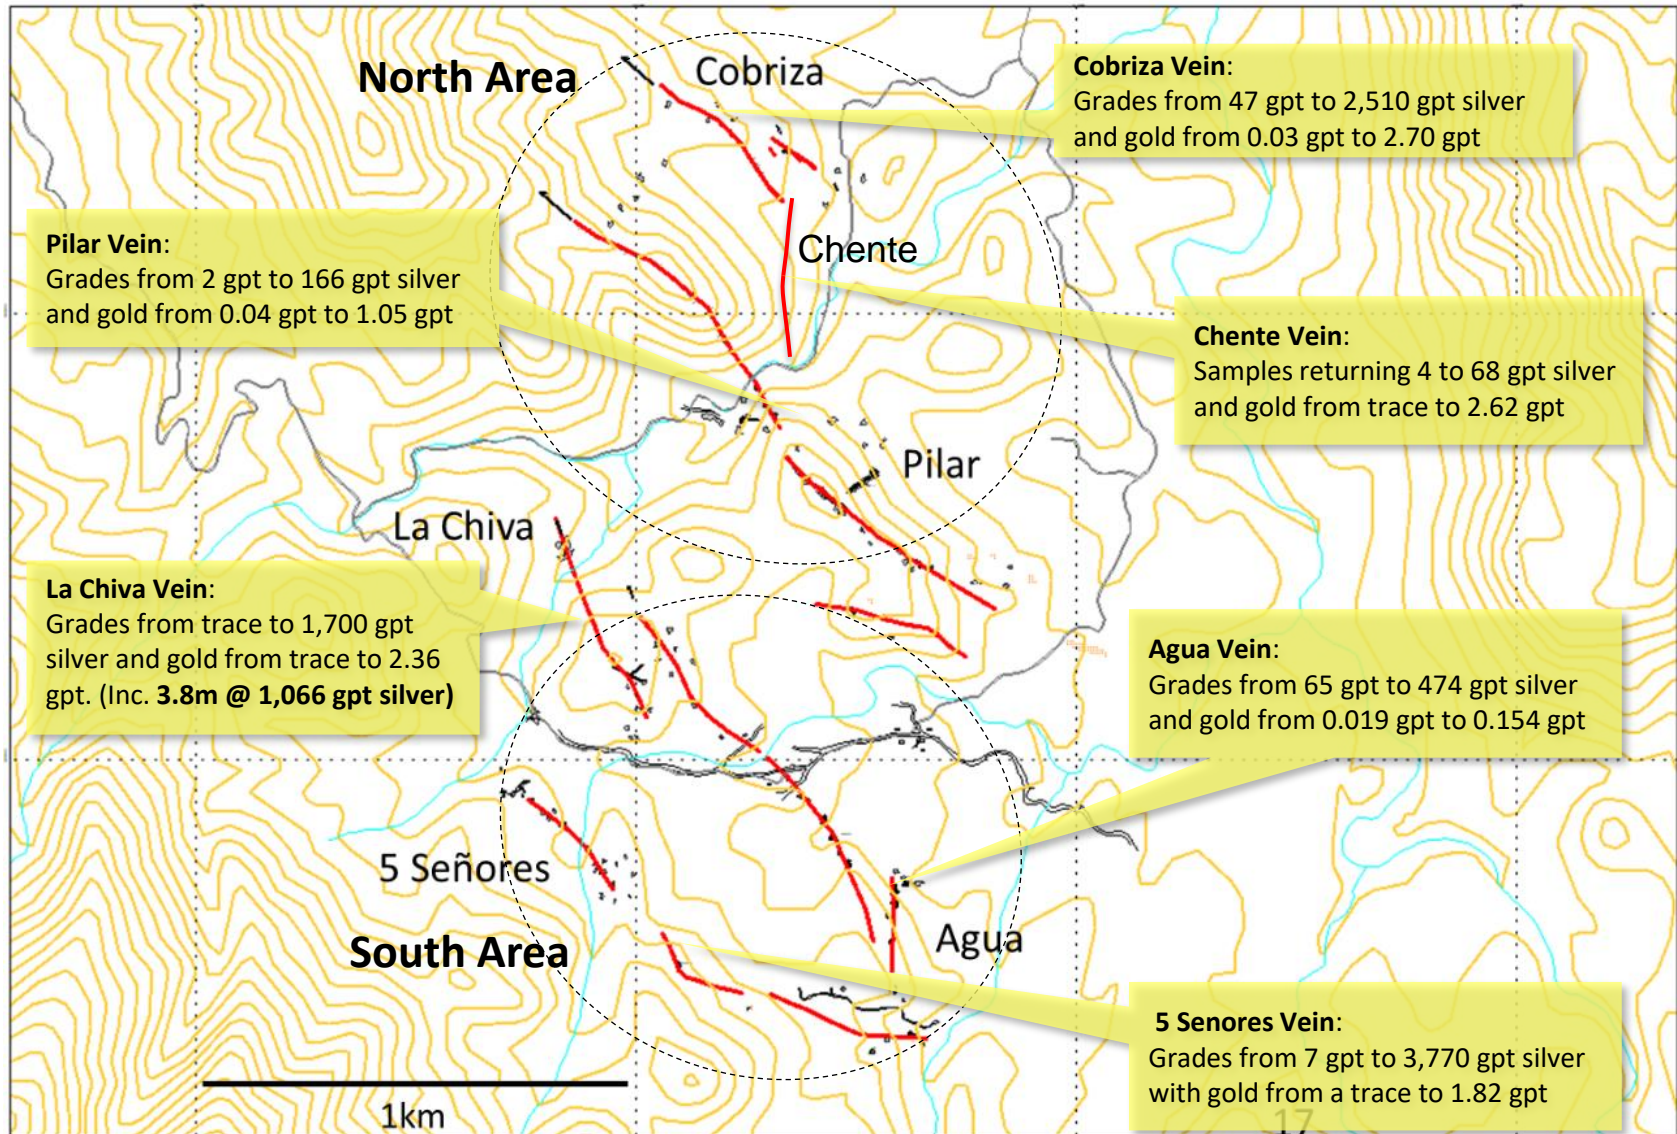 North Area
Cobriza
Cobriza Vein:
Grades from 47 gpt to 2,510 gpt silver
and gold from 0.03 gpt to 2.70 gpt
Pilar Vein:
Grades from 2 gpt to 166 gpt silver
and gold from 0.04 gpt to 1.05 gpt
Chente
Chente Vein:
Samples returning 4 to 68 gpt silver
and gold from trace to 2.62 gpt
Pilar
La Chiva
La Chiva Vein:
Grades from trace to 1,700 gpt
silver and gold from trace to 2.36
gpt. (Inc. 3.8m @ 1,066 gpt silver)
Agua Vein:
Grades from 65 gpt to 474 gpt silver
and gold from 0.019 gpt to 0.154 gpt
5 Señores
South Area
Agua
5 Senores Vein:
Grades from 7 gpt to 3,770 gpt silver
with gold from a trace to 1.82 gpt
1km
17